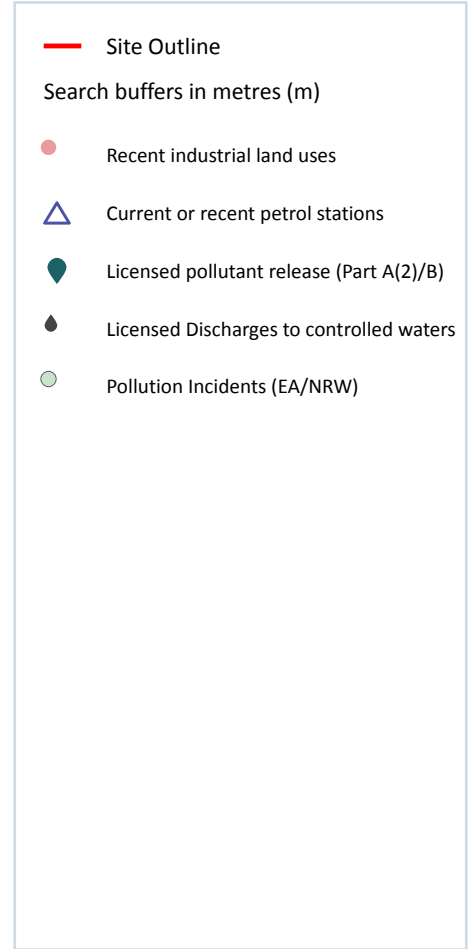 Site Outline
Search buffers in metres (m)
Recent industrial land uses
Current or recent petrol stations
Licensed pollutant release (Part A(2)/B)
Licensed Discharges to controlled waters
Pollution Incidents (EA/NRW)